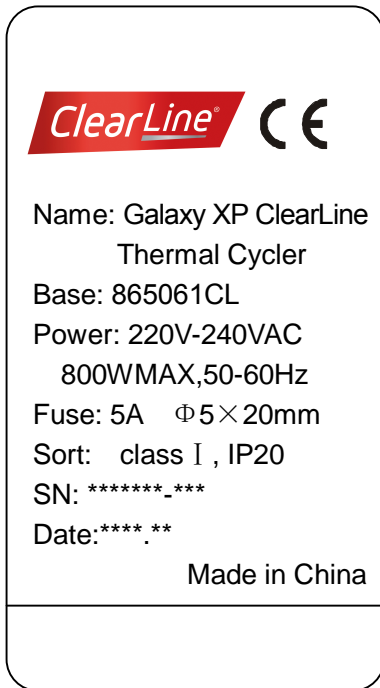 ClearLine® CE
Name: Galaxy XP ClearLine
Thermal Cycler
Base: 865061CL
Power: 220V-240VAC
800WMAX,50-60Hz
Fuse: 5A Φ5×20mm
Sort: class Ⅰ, IP20
SN: *******-***
Date:****.**
Made in China